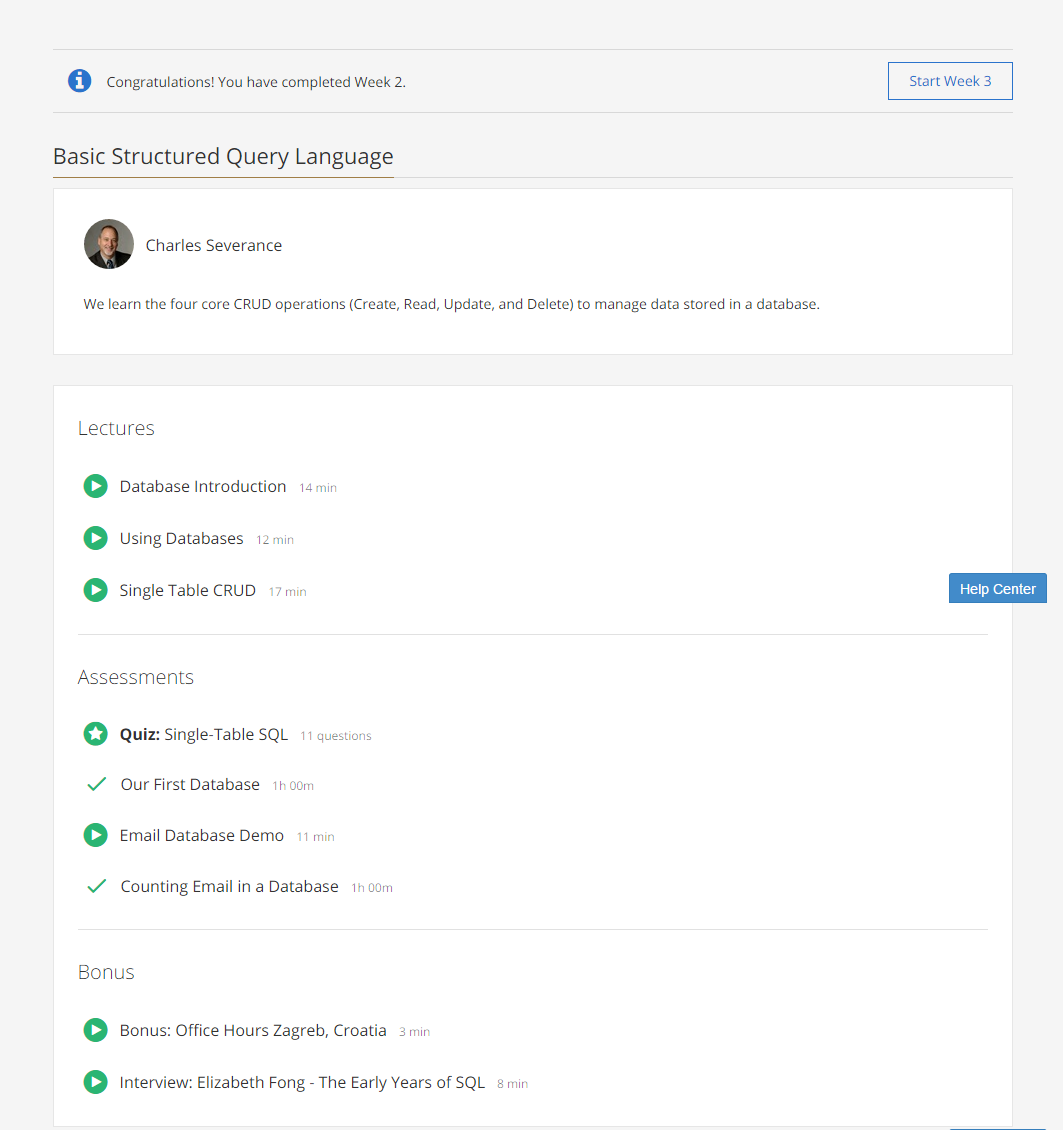 Congratulations! You have completed Week 2.
Start Week 3
Basic Structured Query Language
Charles Severance
We learn the four core CRUD operations (Create, Read, Update, and Delete) to manage data stored in a database.
Lectures
Database Introduction 14 min
Using Databases 12 min
Single Table CRUD 17 min
Help Center
Assessments
Quiz: Single-Table SQL 11 questions
Our First Database 1h 00m
Email Database Demo 11 min
Counting Email in a Database 1h 00m
Bonus
Bonus: Office Hours Zagreb, Croatia 3 min
Interview: Elizabeth Fong - The Early Years of SQL 8 min